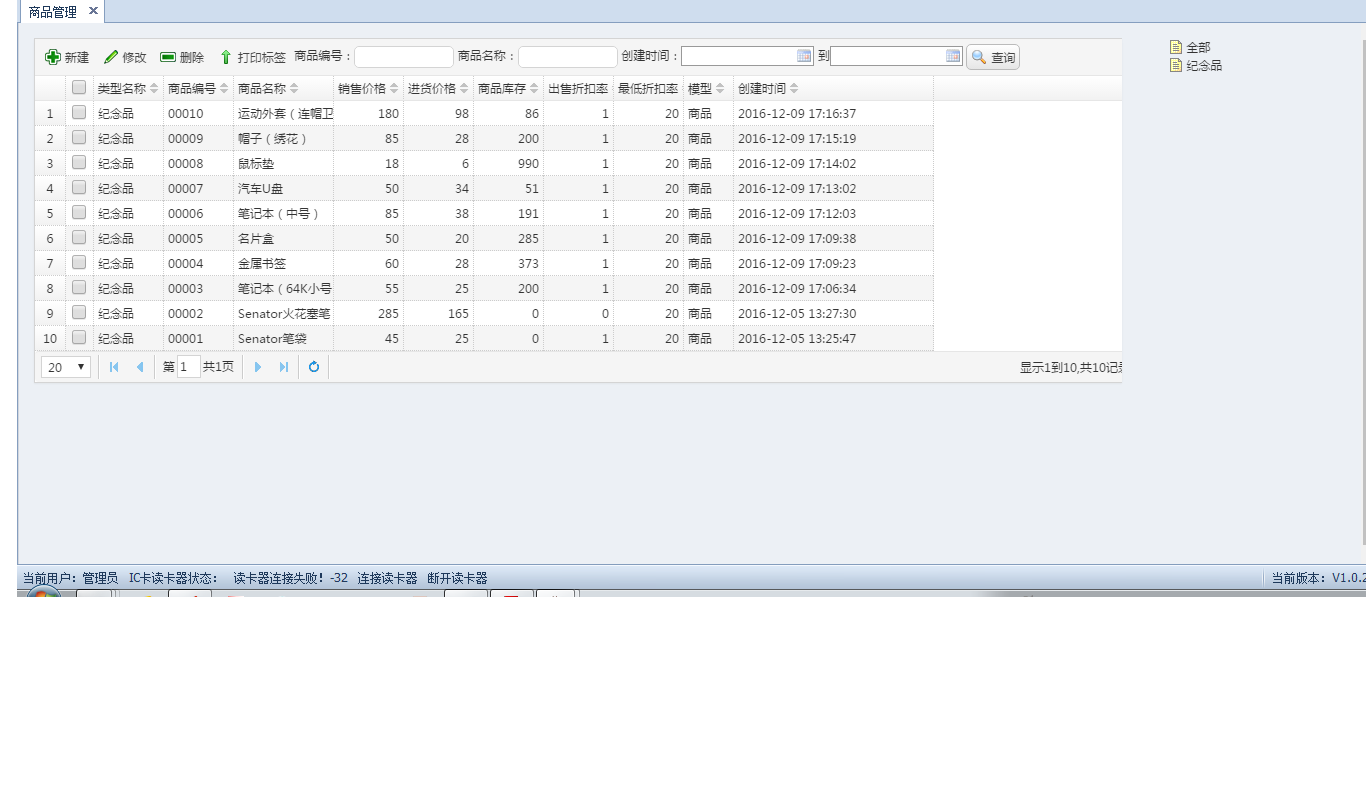 商品管理
新建 修改 删除 打印标签 商品编号： 商品名称： 创建时间： 到 查询
全部
纪念品
类型名称 商品编号 商品名称 销售价格 进货价格 商品库存 出售折扣率 最低折扣率 模型 创建时间
1 纪念品 00010 运动外套（连帽卫 180 98 86 1 20 商品 2016-12-09 17:16:37
2 纪念品 00009 帽子（绣花） 85 28 200 1 20 商品 2016-12-09 17:15:19
3 纪念品 00008 鼠标垫 18 6 990 1 20 商品 2016-12-09 17:14:02
4 纪念品 00007 汽车U盘 50 34 51 1 20 商品 2016-12-09 17:13:02
5 纪念品 00006 笔记本（中号） 85 38 191 1 20 商品 2016-12-09 17:12:03
6 纪念品 00005 名片盒 50 20 285 1 20 商品 2016-12-09 17:09:38
7 纪念品 00004 金属书签 60 28 373 1 20 商品 2016-12-09 17:09:23
8 纪念品 00003 笔记本（64K小号 55 25 200 1 20 商品 2016-12-09 17:06:34
9 纪念品 00002 Senator火花塞笔 285 165 0 0 20 商品 2016-12-05 13:27:30
10 纪念品 00001 Senator笔袋 45 25 0 1 20 商品 2016-12-05 13:25:47
20 第 1 共1页 显示1到10,共10记录
当前用户：管理员 IC卡读卡器状态： 读卡器连接失败！-32 连接读卡器 断开读卡器 当前版本：V1.0.2